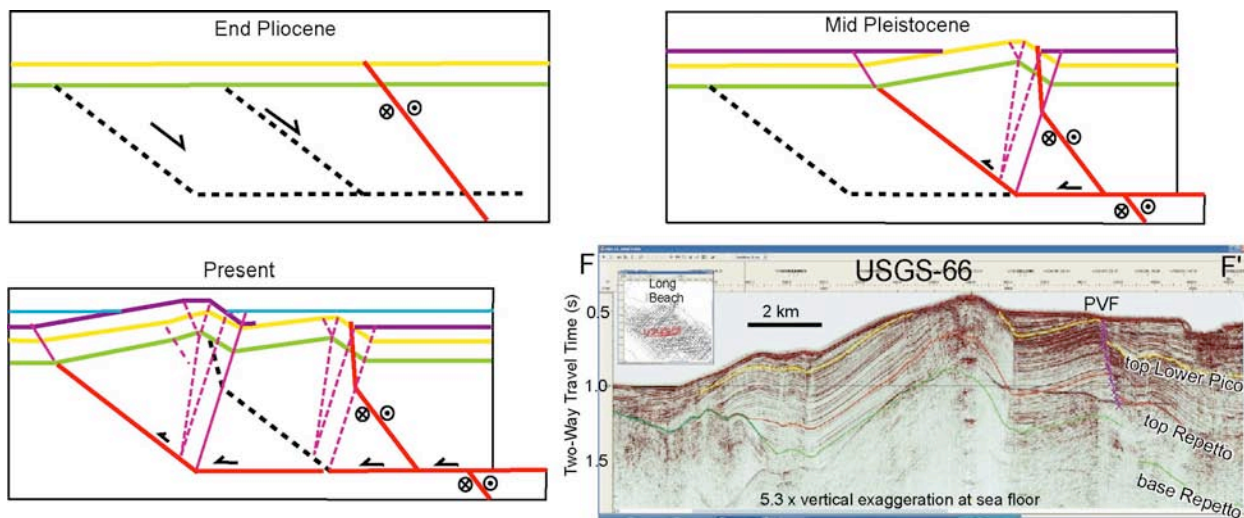 End Pliocene
Mid Pleistocene
Present
F
USGS-66
F'
Long
Beach
2 km
PVF
0.5
1.0
1.5
Two-Way Travel Time (s)
top Lower Pico
top Repetto
base Repetto
5.3 x vertical exaggeration at sea floor